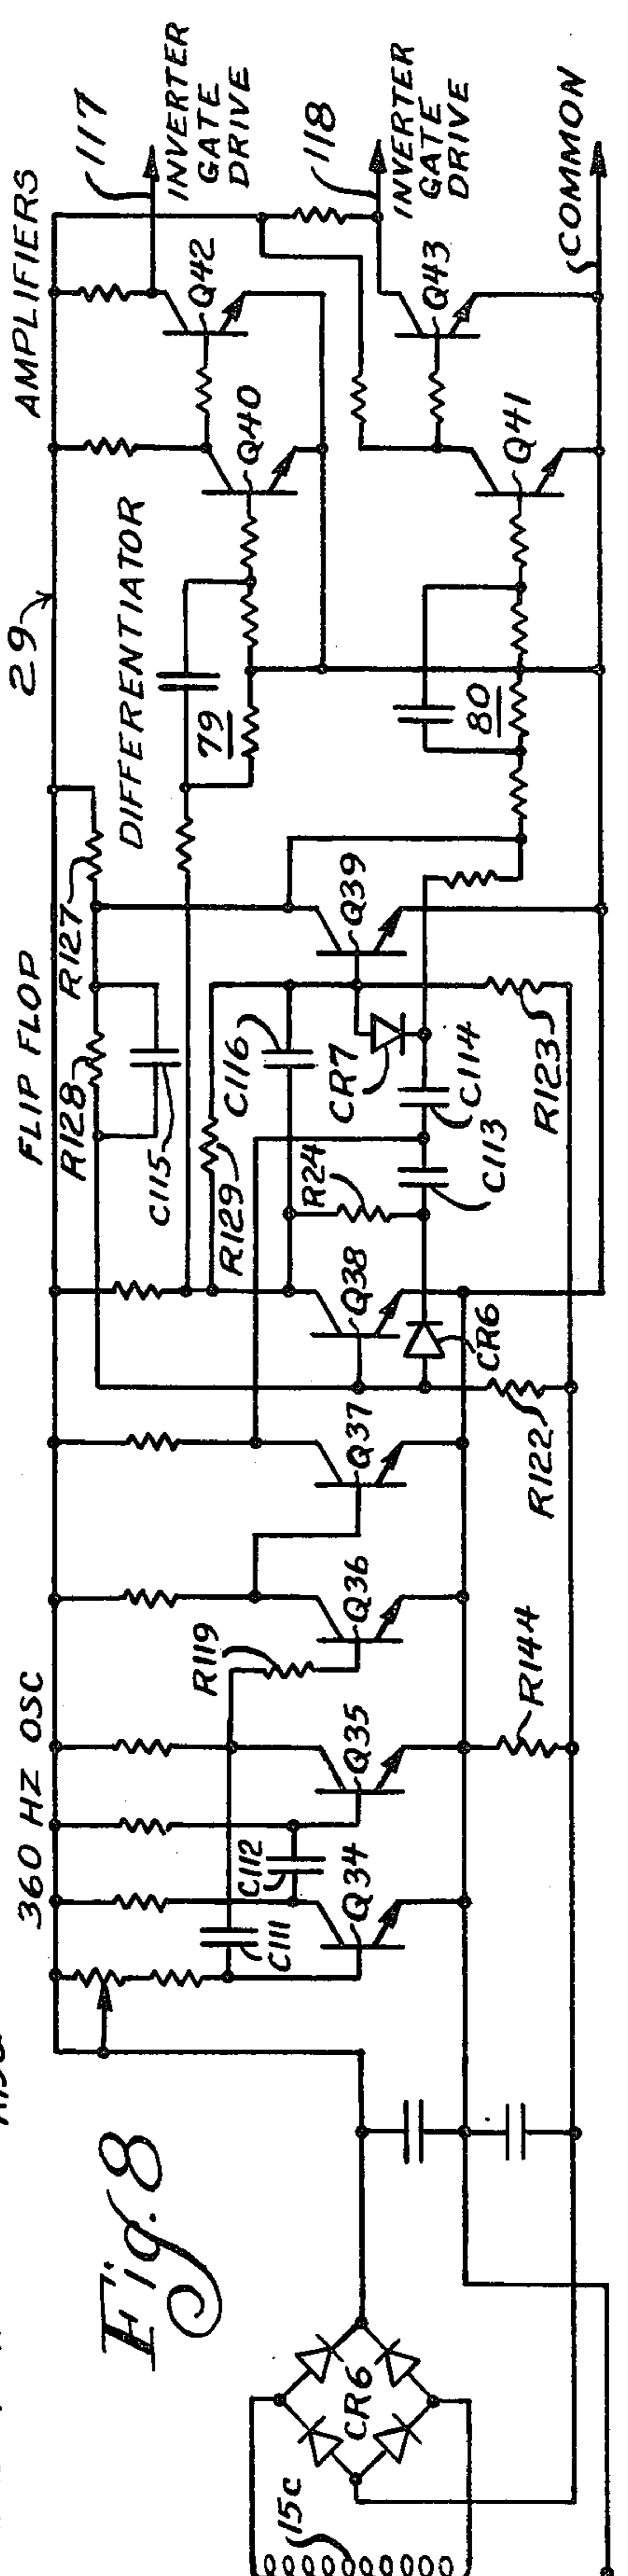 29
AMPLIFIERS
117
INVERTER
GATE
DRIVE
118
INVERTER
GATE
DRIVE
COMMON
Q42
Q43
Q40
Q41
DIFFERENTIATOR
79
80
FLIP FLOP
R127
R128
C115
Q39
C116
CR7
C114
R123
R129
R24
C113
Q38
CR6
R122
Q37
Q36
R119
360 HZ OSC
Q35
R144
C112
C111
Q34
Fig. 8
CR6
15c